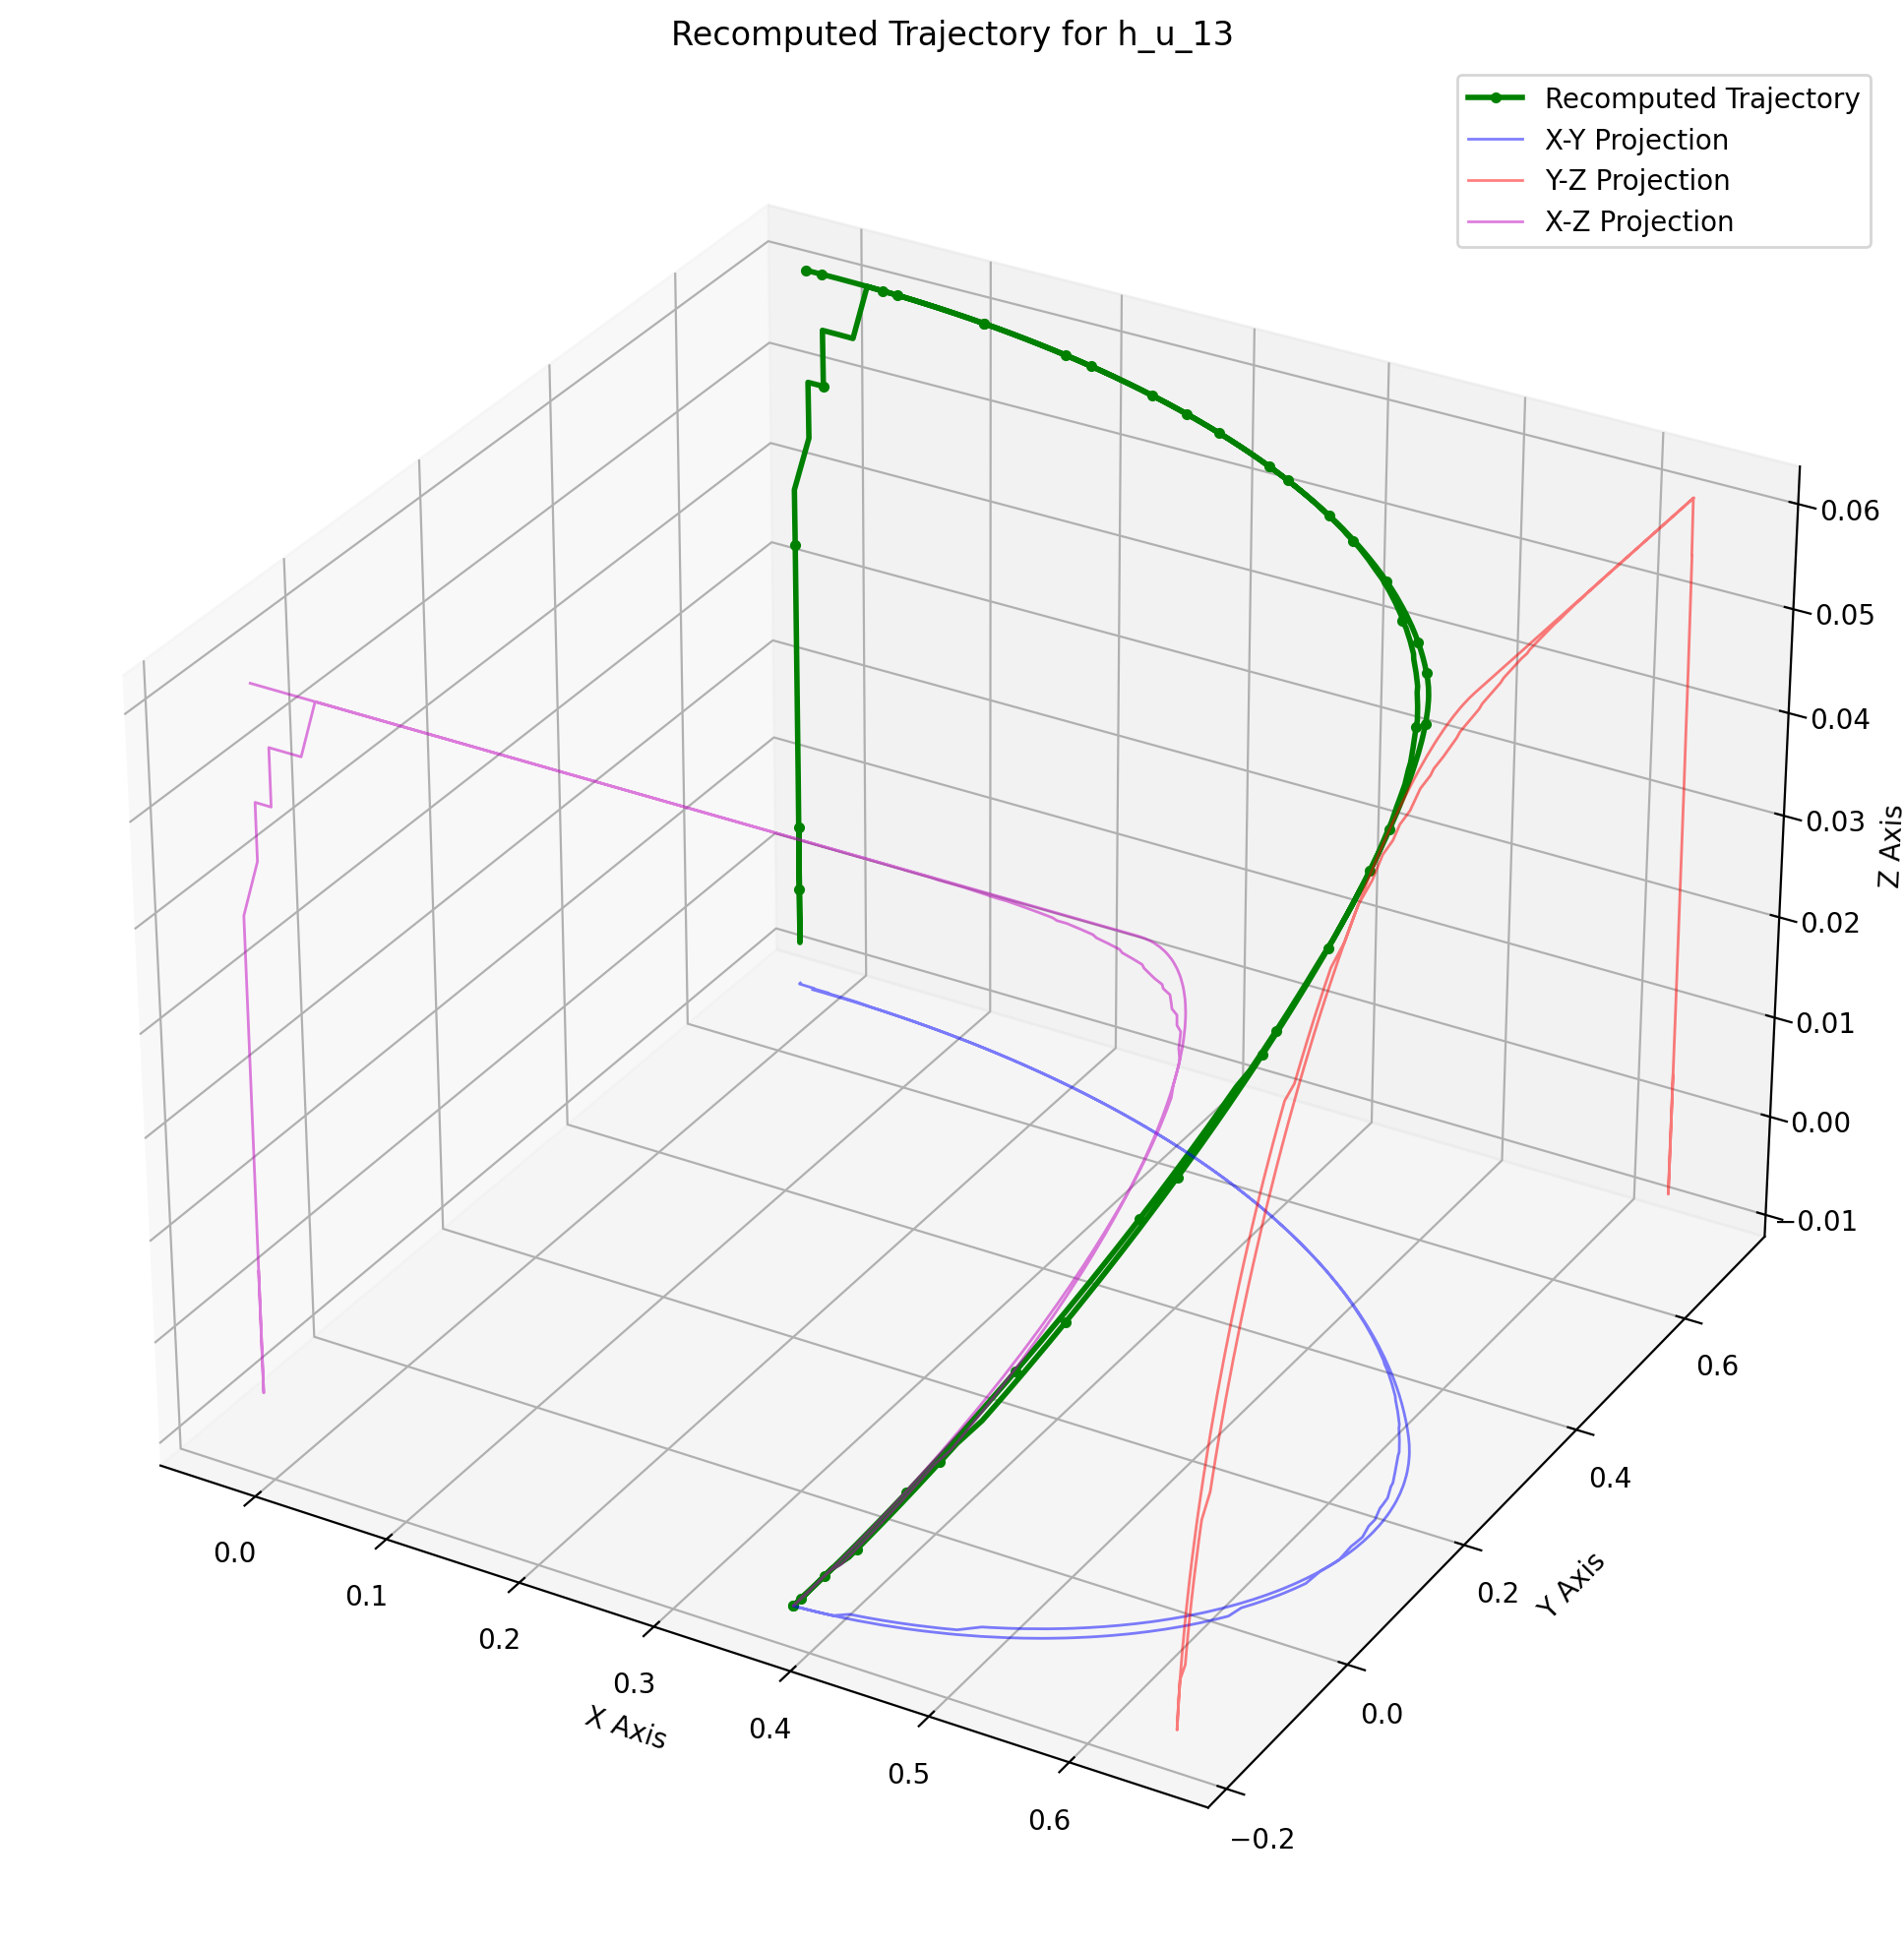 Recomputed Trajectory for h_u_13
Recomputed Trajectory
X-Y Projection
Y-Z Projection
X-Z Projection
0.06
0.05
0.04
0.03
0.02
0.01
0.00
−0.01
Z Axis
0.6
0.4
0.2
0.0
−0.2
Y Axis
0.0
0.1
0.2
0.3
0.4
0.5
0.6
X Axis